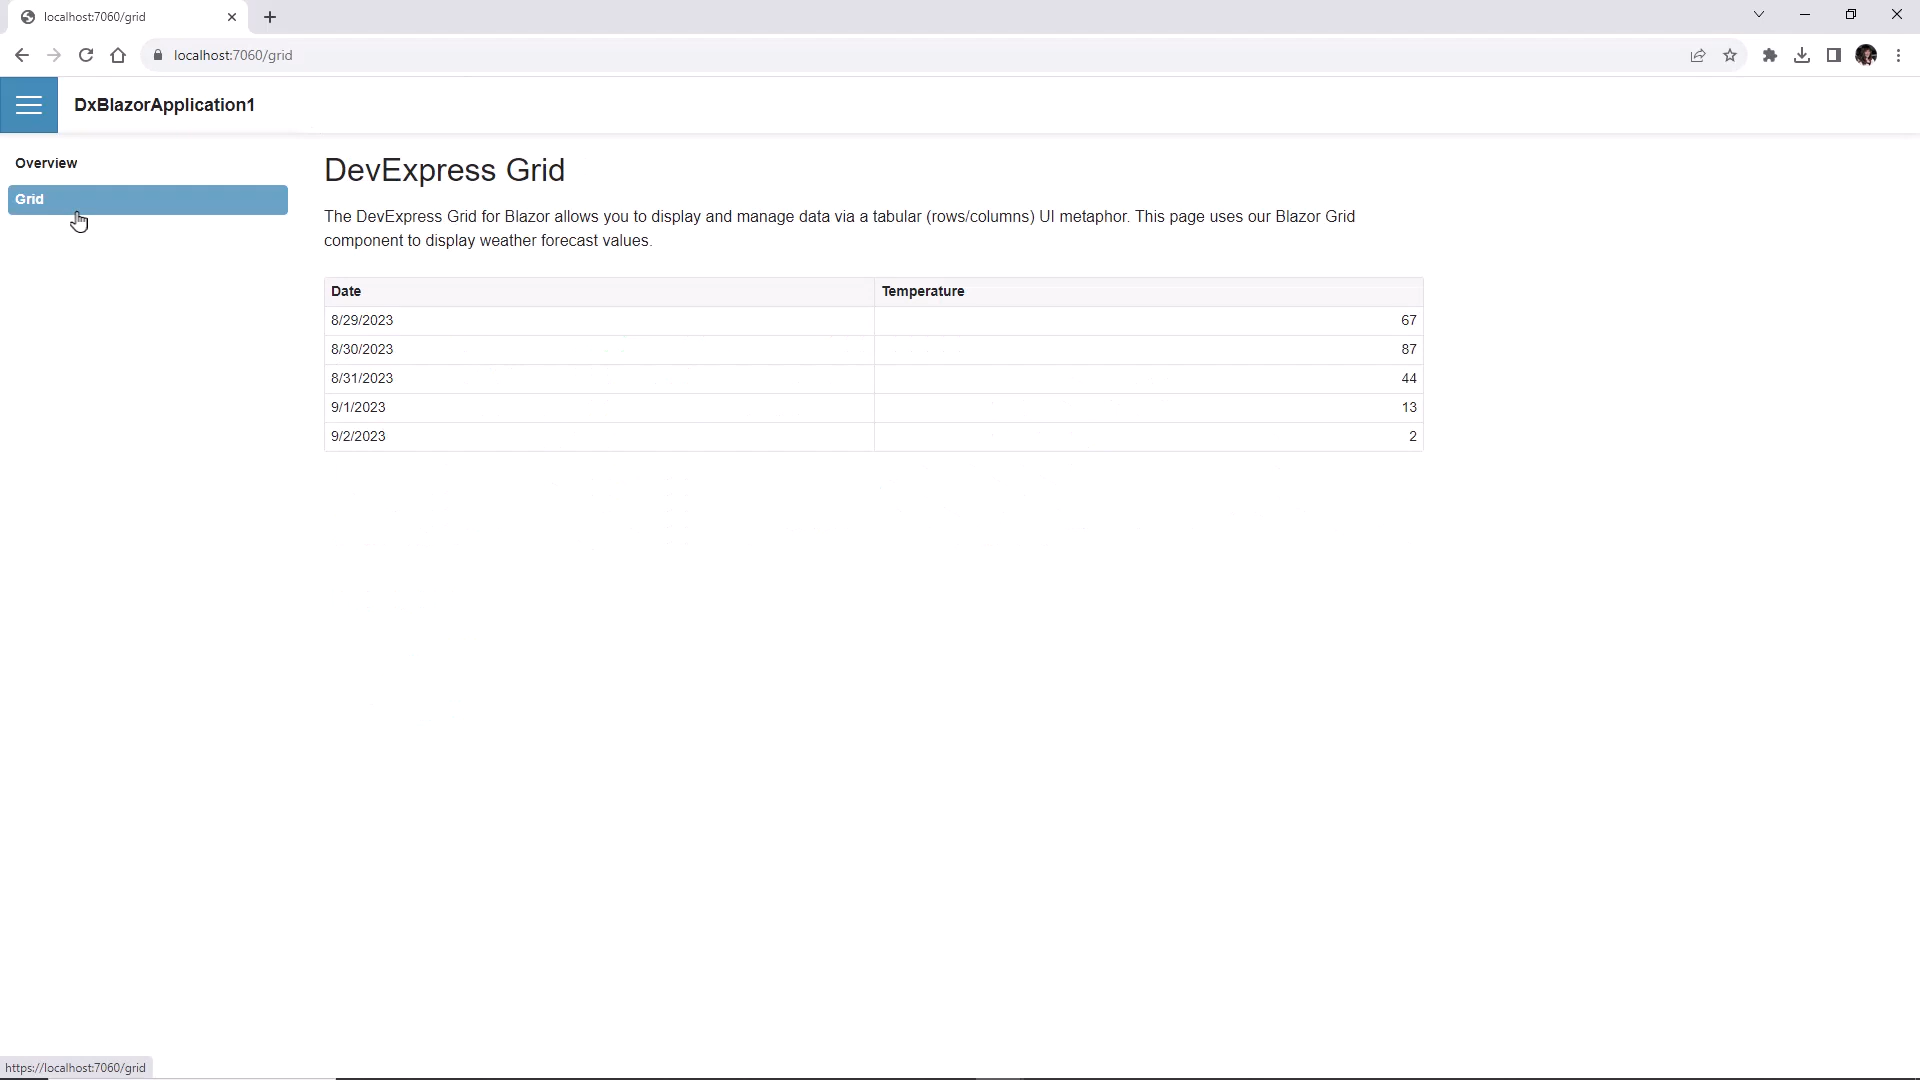 localhost:7060/grid
localhost:7060/grid
DxBlazorApplication1
Overview
Grid
DevExpress Grid
The DevExpress Grid for Blazor allows you to display and manage data via a tabular (rows/columns) UI metaphor. This page uses our Blazor Grid
component to display weather forecast values.
Date Temperature
8/29/2023 67
8/30/2023 87
8/31/2023 44
9/1/2023 13
9/2/2023 2
https://localhost:7060/grid